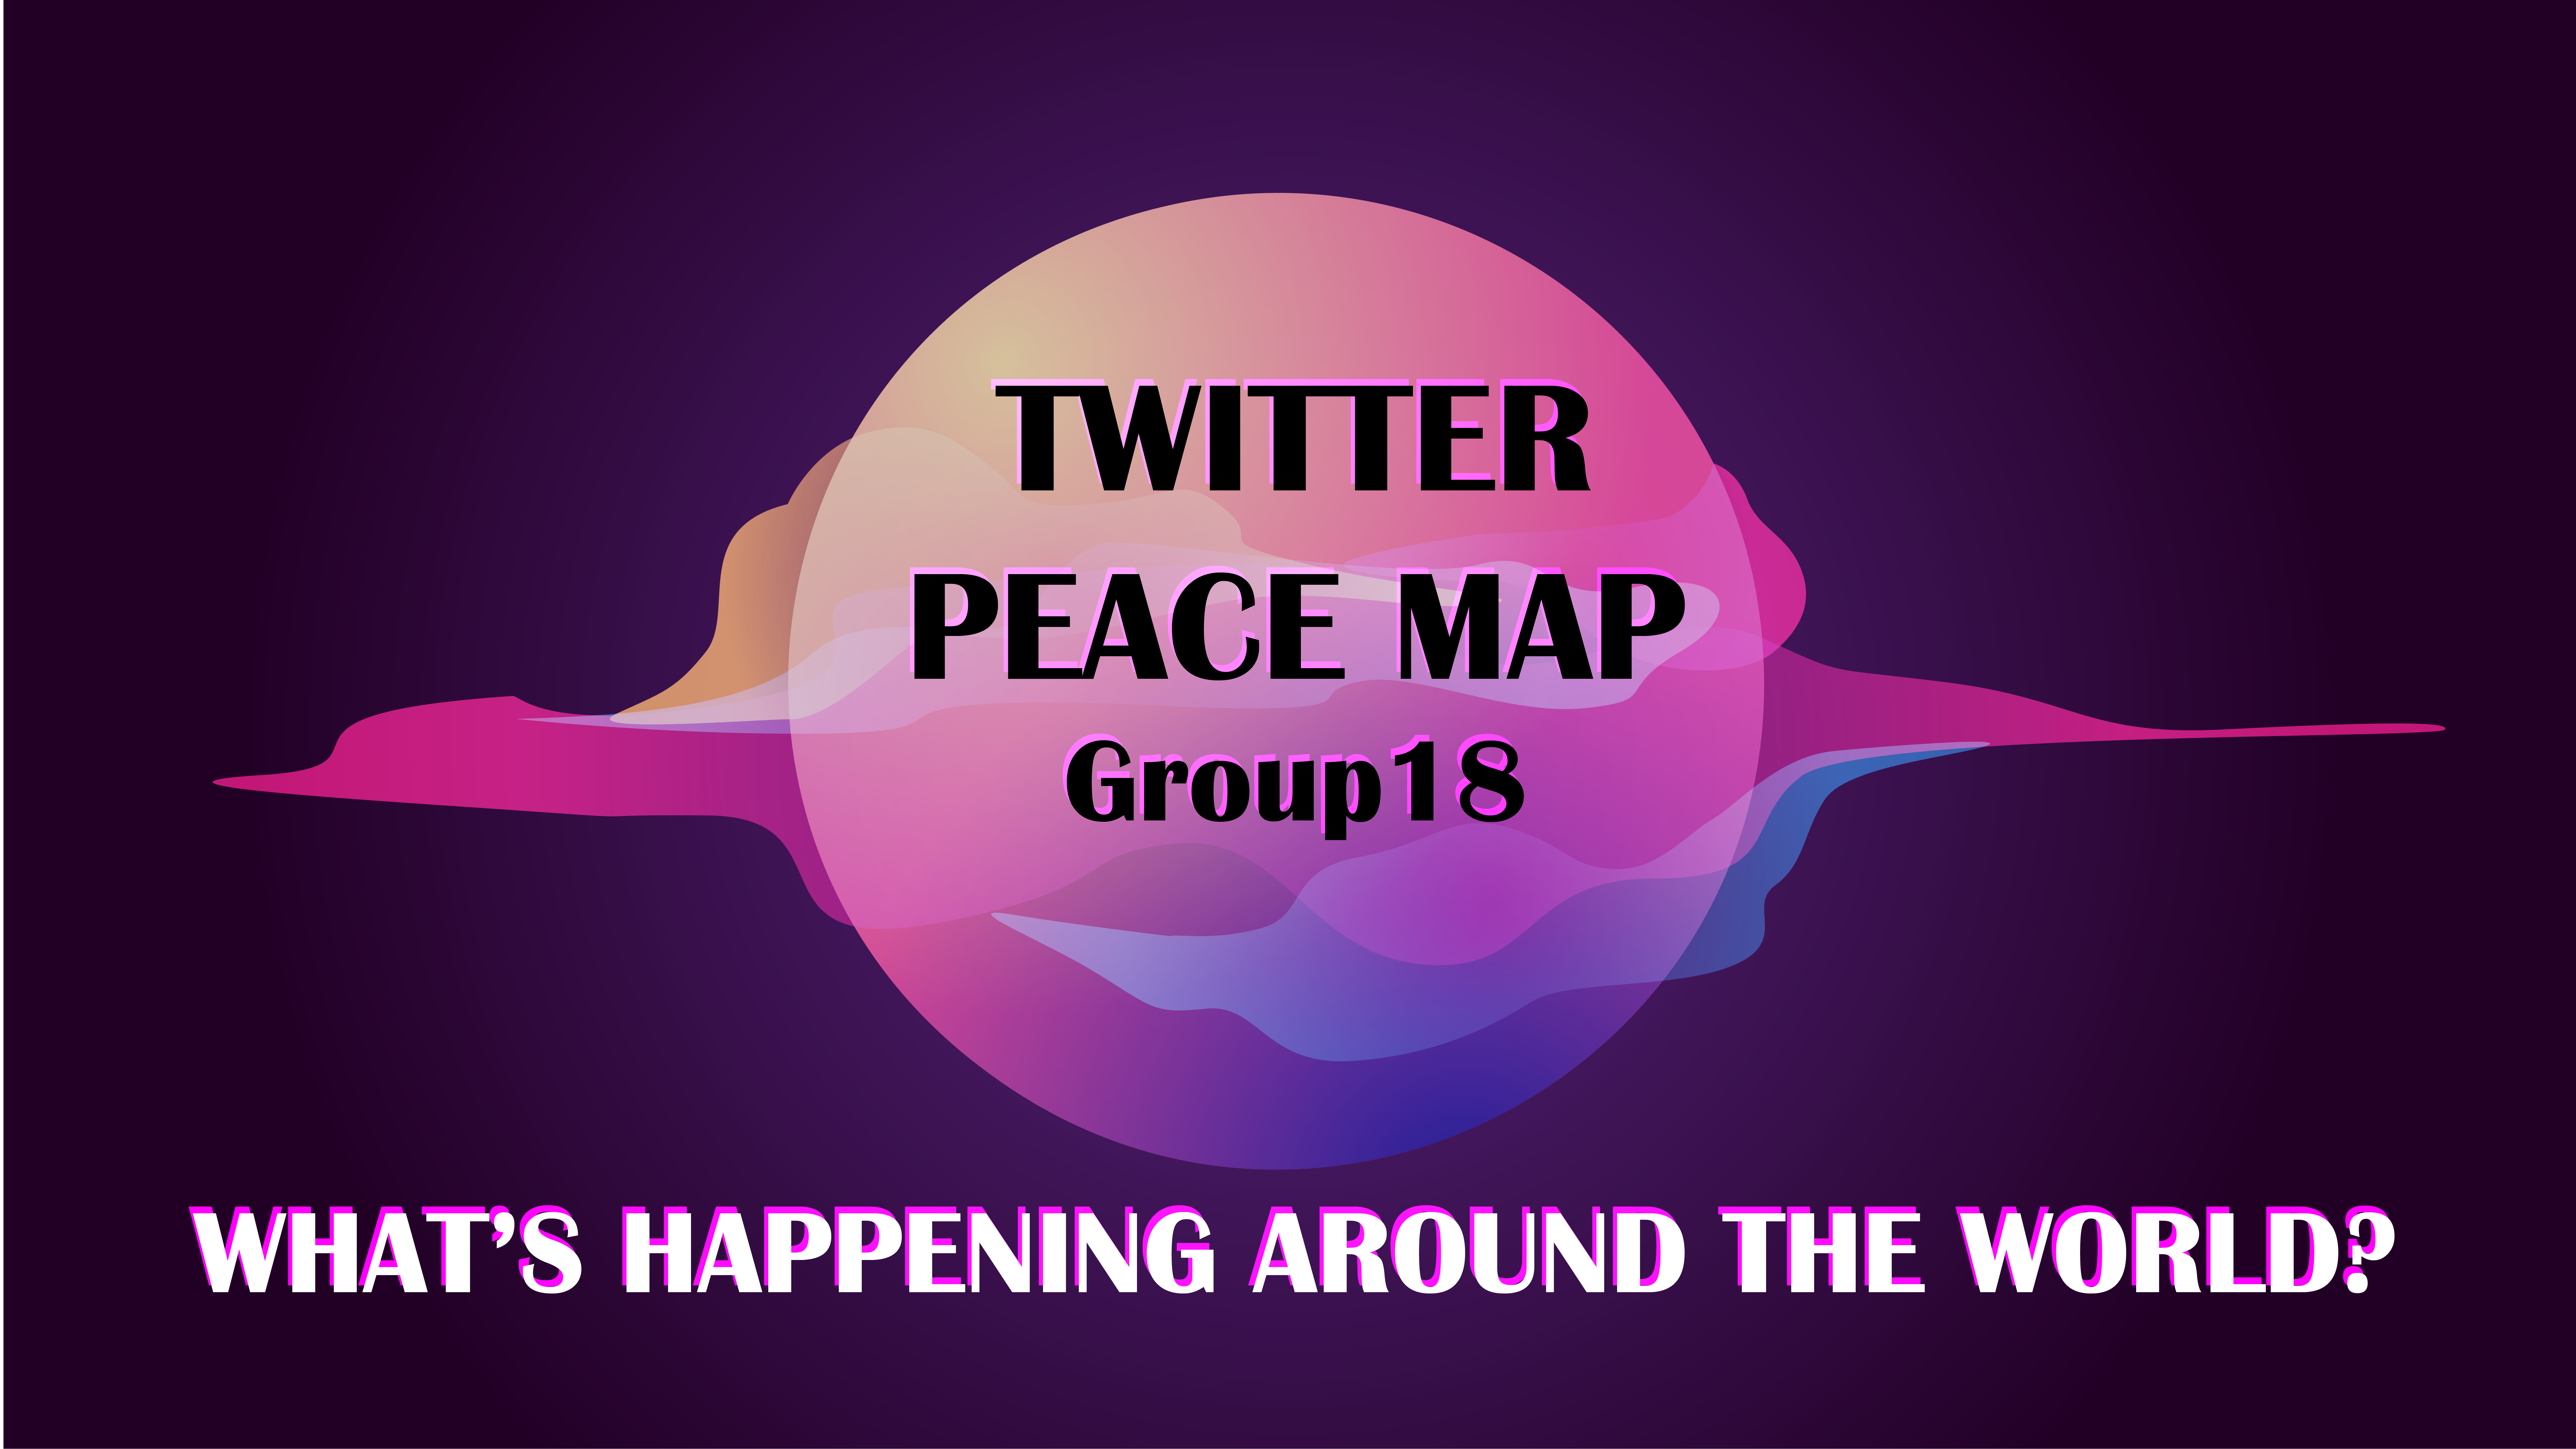 TWITTER
PEACE MAP
Group18
WHAT’S HAPPENING AROUND THE WORLD?